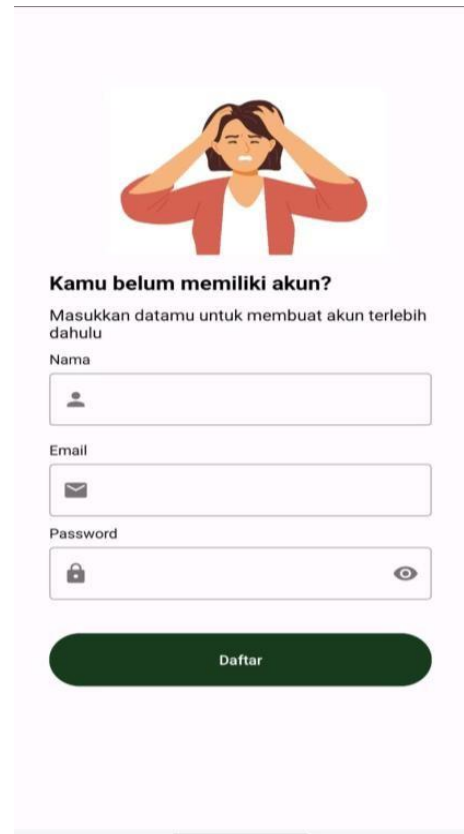 Kamu belum memiliki akun?
Masukkan datamu untuk membuat akun terlebih
dahulu
Nama
Email
Password
Daftar